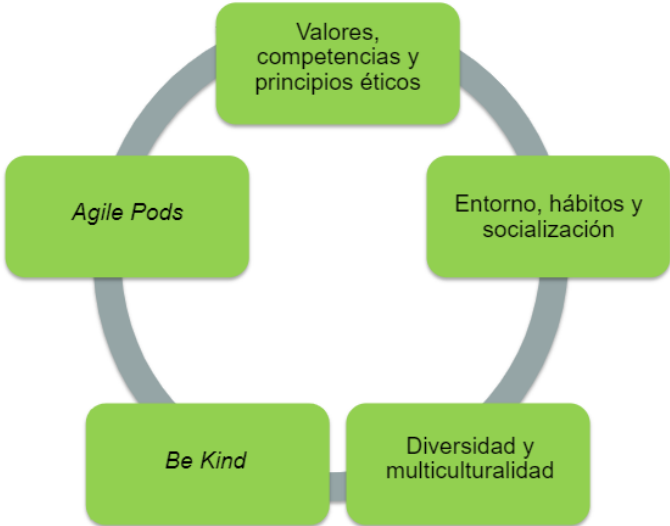 Valores,
competencias y
principios éticos
Agile Pods
Entorno, hábitos y
socialización
Be Kind
Diversidad y
multiculturalidad